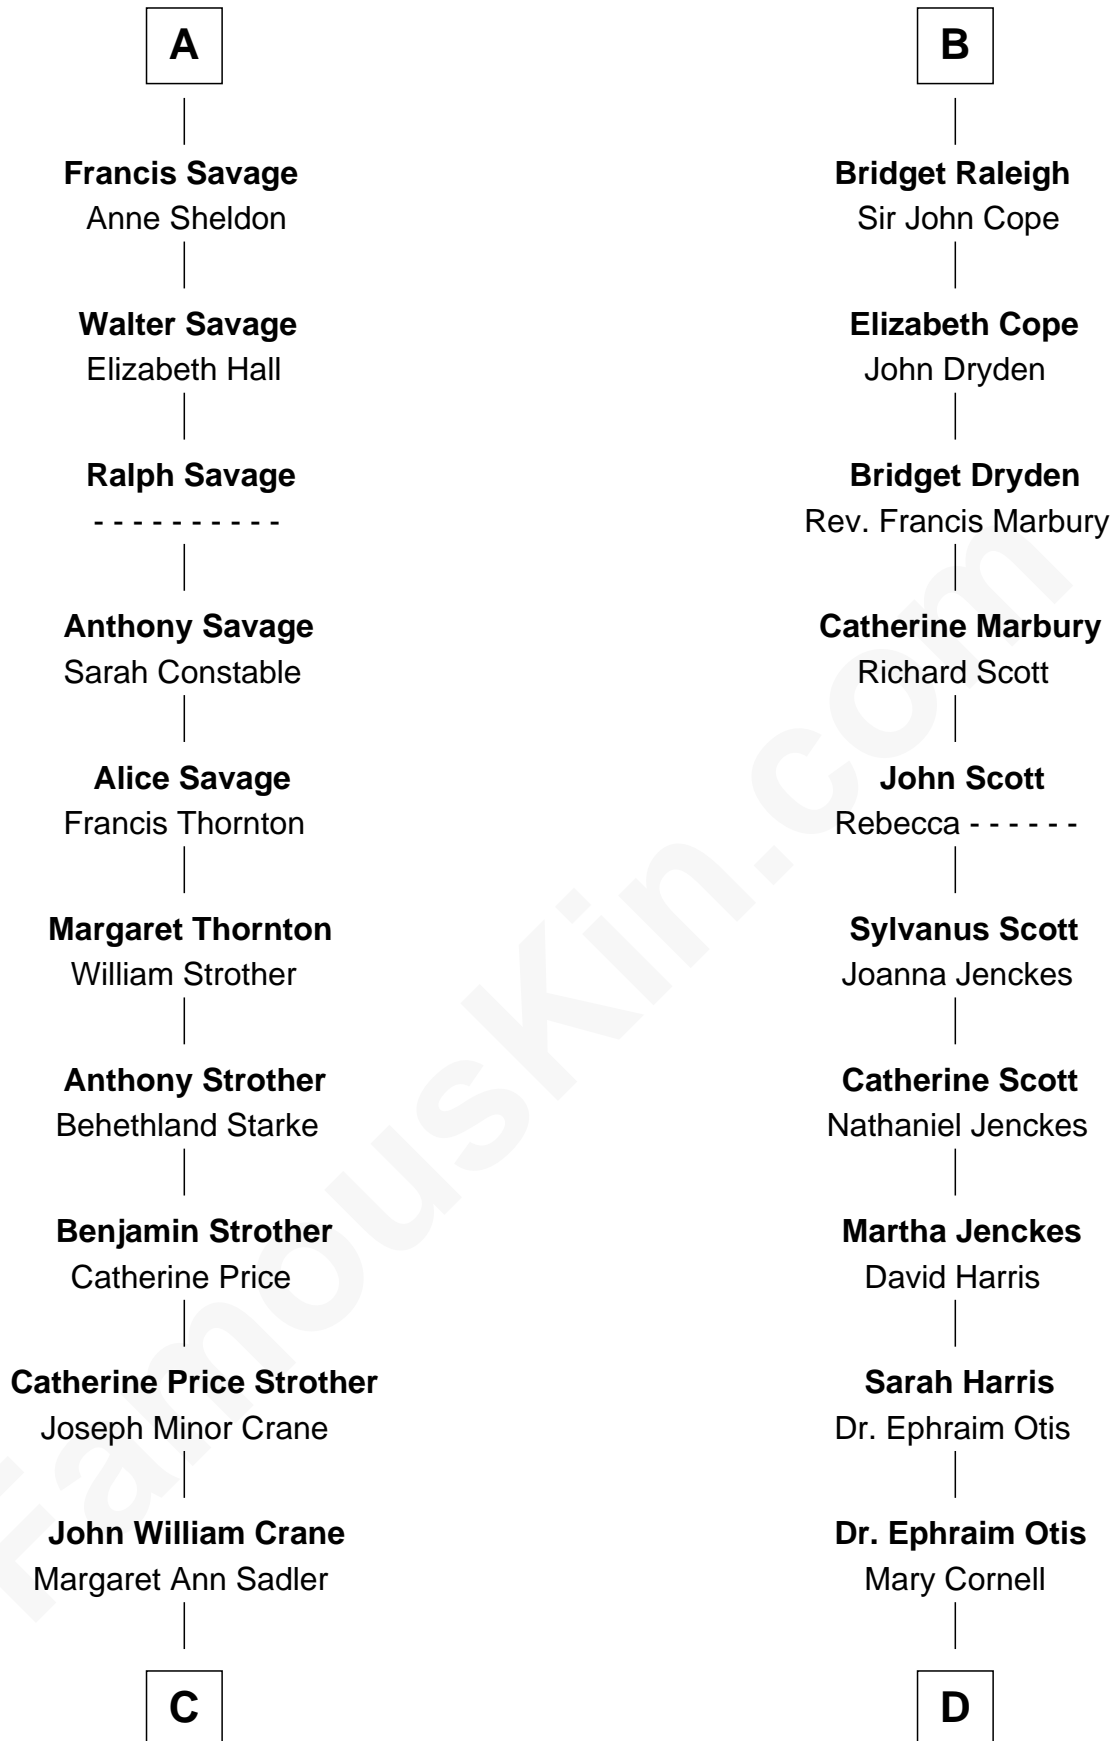 A
Francis Savage
Anne Sheldon
Walter Savage
Elizabeth Hall
Ralph Savage
- - - - - - - - - -
Anthony Savage
Sarah Constable
Alice Savage
Francis Thornton
Margaret Thornton
William Strother
Anthony Strother
Behethland Starke
Benjamin Strother
Catherine Price
Catherine Price Strother
Joseph Minor Crane
John William Crane
Margaret Ann Sadler
C
B
Bridget Raleigh
Sir John Cope
Elizabeth Cope
John Dryden
Bridget Dryden
Rev. Francis Marbury
Catherine Marbury
Richard Scott
John Scott
Rebecca - - - - - -
Sylvanus Scott
Joanna Jenckes
Catherine Scott
Nathaniel Jenckes
Martha Jenckes
David Harris
Sarah Harris
Dr. Ephraim Otis
Dr. Ephraim Otis
Mary Cornell
D
FamousKin.com